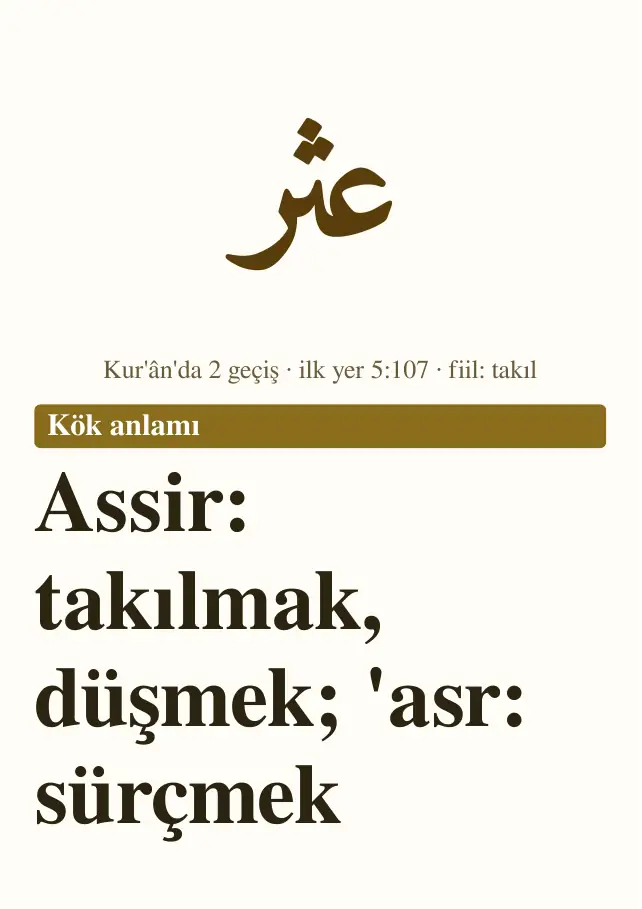 عثر
Kur'ân'da 2 geçiş · ilk yer 5:107 · fiil: takıl
Kök anlamı
Assir:
takılmak,
düşmek; 'asr:
sürçmek